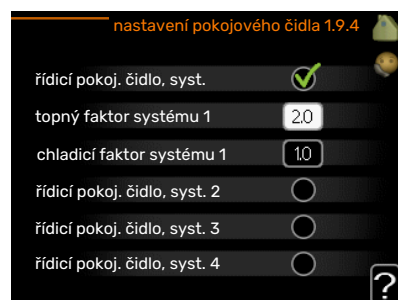 nastavení pokojového čidla 1.9.4
řídicí pokoj. čidlo, syst.
topný faktor systému 1 2.0
chladicí faktor systému 1 1.0
řídicí pokoj. čidlo, syst. 2
řídicí pokoj. čidlo, syst. 3
řídicí pokoj. čidlo, syst. 4
?